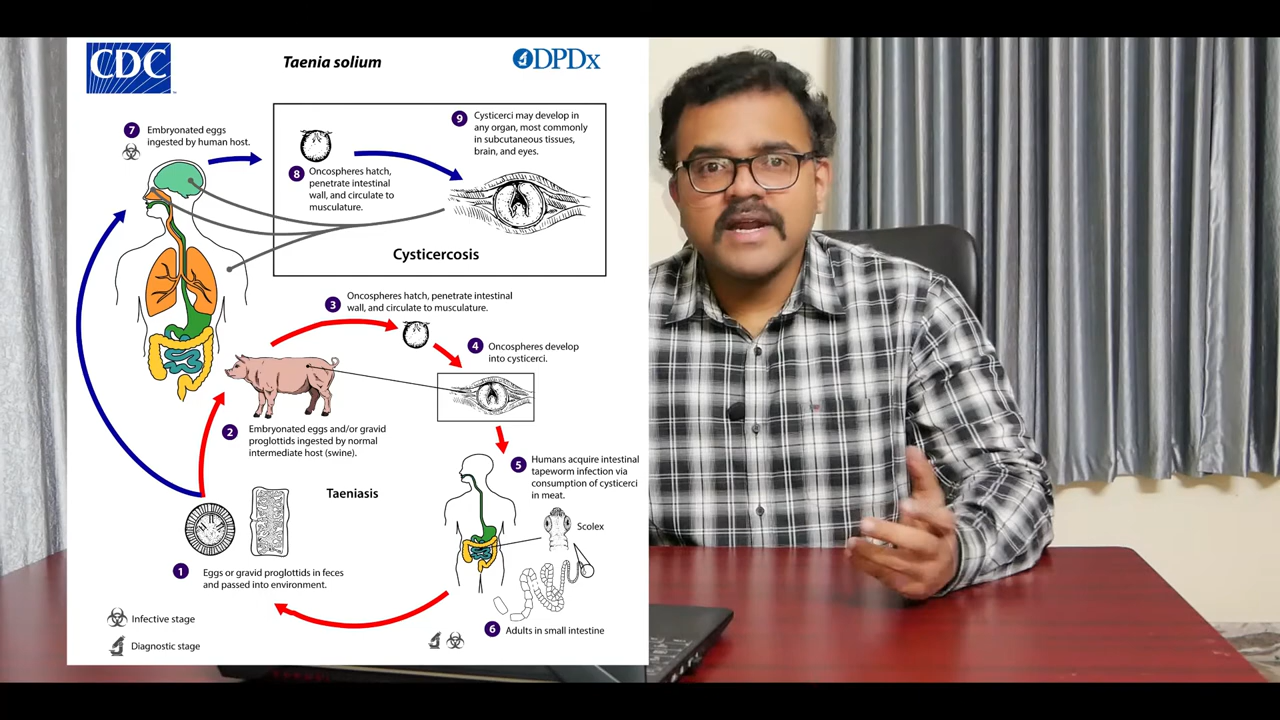 CDC
Taenia solium
DPDx
7
Embryonated eggs
ingested by human host.
8
Oncospheres hatch,
penetrate intestinal
wall, and circulate to
musculature.
9
Cysticerci may develop in
any organ, most commonly
in subcutaneous tissues,
brain, and eyes.
Cysticercosis
3
Oncospheres hatch, penetrate intestinal
wall, and circulate to musculature.
4
Oncospheres develop
into cysticerci.
2
Embryonated eggs and/or gravid
proglottids ingested by normal
intermediate host (swine).
5
Humans acquire intestinal
tapeworm infection via
consumption of cysticerci
in meat.
Taeniasis
Scolex
1
Eggs or gravid proglottids in feces
and passed into environment.
6
Adults in small intestine
Infective stage
Diagnostic stage